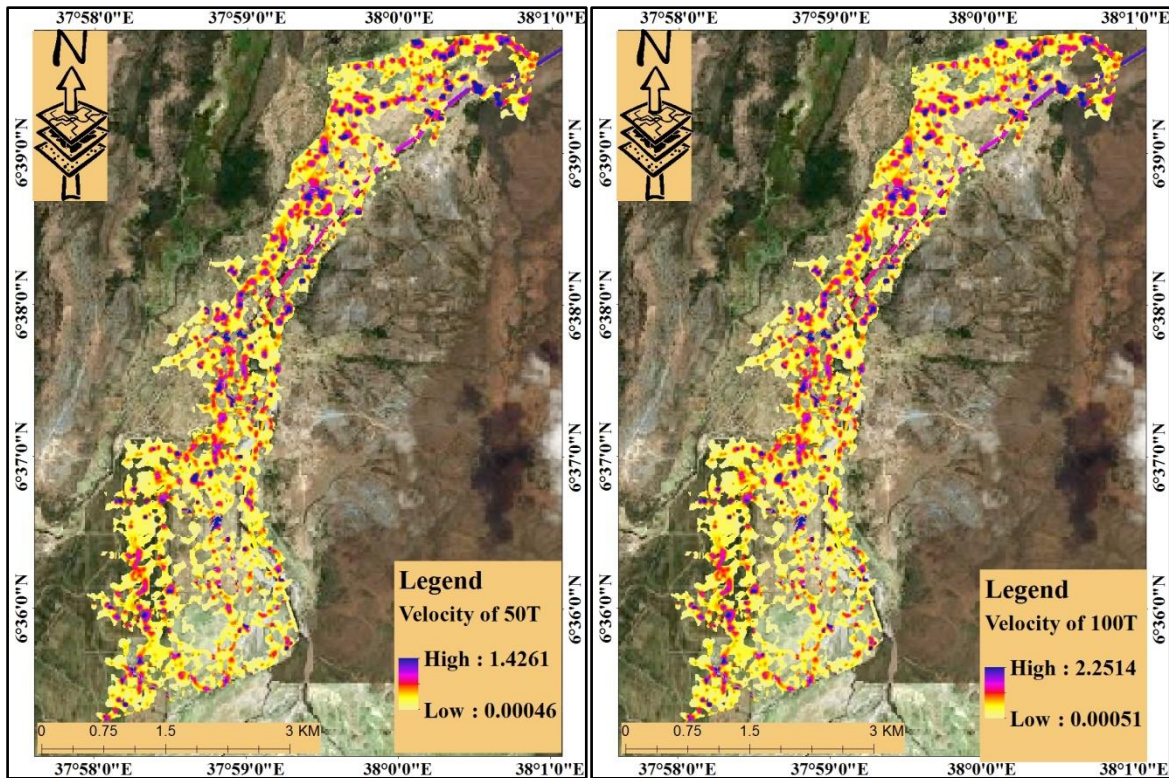 37°58'0"E 37°59'0"E 38°0'0"E 38°1'0"E
N
6°39'0"N
6°38'0"N
6°37'0"N
6°36'0"N
Legend
Velocity of 50T
High : 1.4261
Low : 0.00046
0 0.75 1.5 3 KM
37°58'0"E 37°59'0"E 38°0'0"E 38°1'0"E
37°58'0"E 37°59'0"E 38°0'0"E 38°1'0"E
N
6°39'0"N 6°39'0"N
6°38'0"N 6°38'0"N
6°37'0"N 6°37'0"N
6°36'0"N 6°36'0"N
Legend
Velocity of 100T
High : 2.2514
Low : 0.00051
0 0.75 1.5 3 KM
37°58'0"E 37°59'0"E 38°0'0"E 38°1'0"E